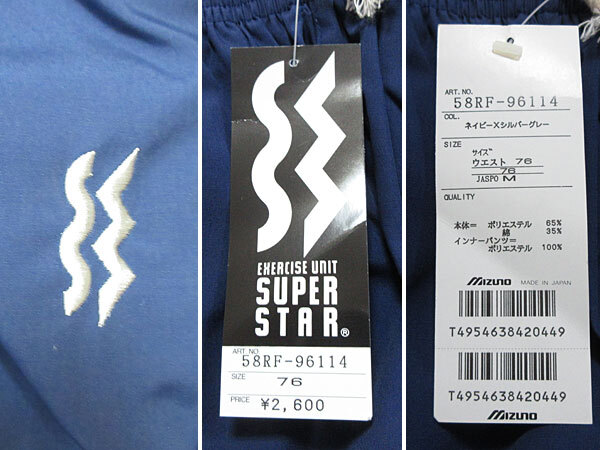 EXERCISE UNIT
SUPER
STAR®
ART. NO.
58RF-96114
SIZE
76
PRICE
¥2,600
ART. NO.
58RF-96114
COL.
ネイビーXシルバーグレー
SIZE
サイズ
ウエスト 76
76
JASPO M
QUALITY
本体= ポリエステル 65%
綿 35%
インナーパンツ=
ポリエステル 100%
MIZUNO MADE IN JAPAN
T4954638420449
T4954638420449
MIZUNO